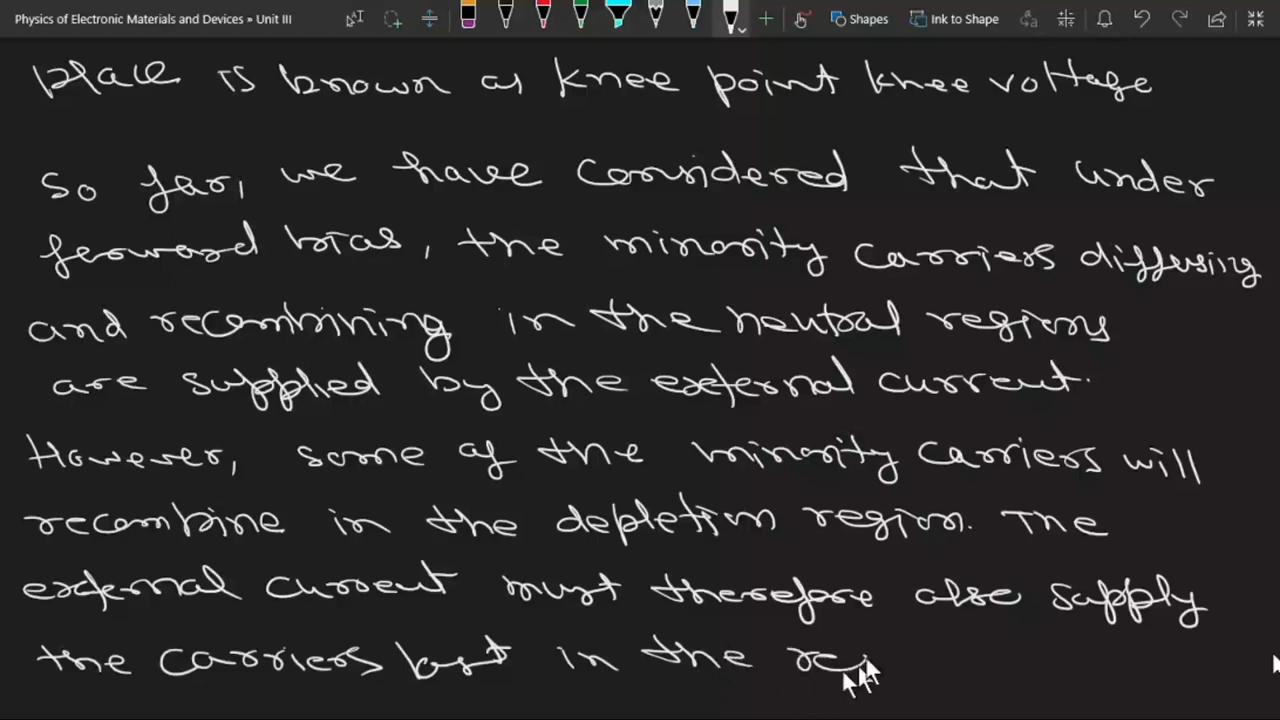 Physics of Electronic Materials and Devices » Unit III
Shapes
Ink to Shape
place is known as knee point knee voltage
So far, we have considered that under
forward bias, the minority carriers diffusing
and recombining in the neutral regions
are supplied by the external current.
However, some of the minority carriers will
recombine in the depletion region. The
external current must therefore also supply
the carriers lost in the re